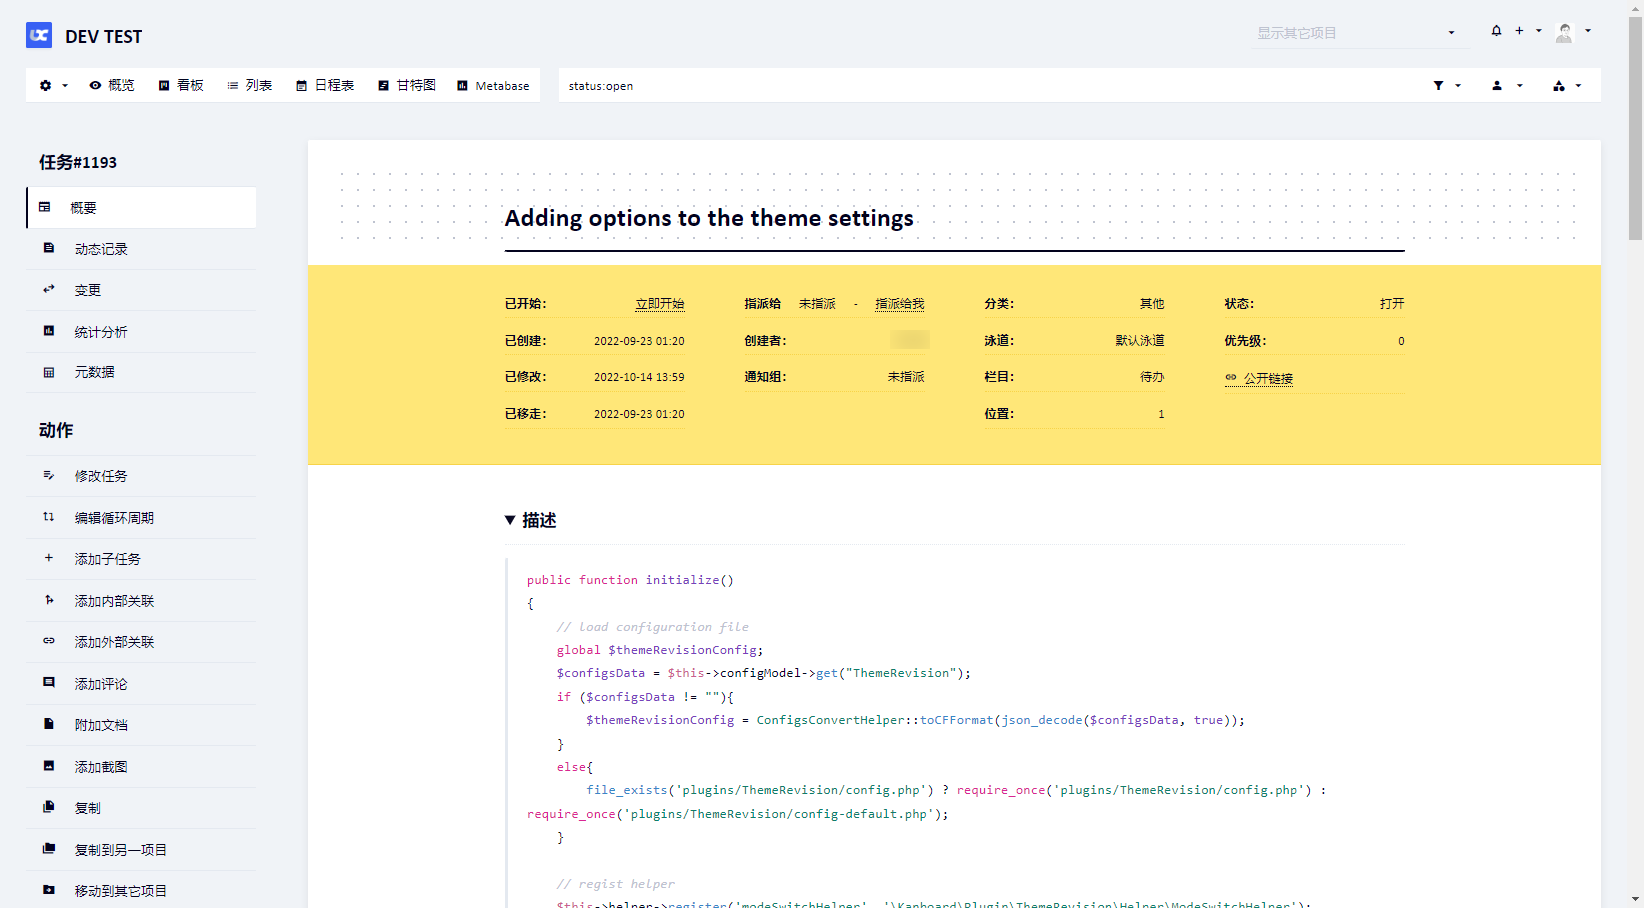 DEV TEST
显示其它项目
概览
看板
列表
日程表
甘特图
Metabase
status:open
任务#1193
概要
动态记录
变更
统计分析
元数据
动作
修改任务
编辑循环周期
添加子任务
添加内部关联
添加外部关联
添加评论
附加文档
添加截图
复制
复制到另一项目
移动到其它项目
Adding options to the theme settings
已开始: 立即开始
已创建: 2022-09-23 01:20
已修改: 2022-10-14 13:59
已移走: 2022-09-23 01:20
指派给 未指派 - 指派给我
创建者:
通知组: 未指派
分类: 其他
泳道: 默认泳道
栏目: 待办
位置: 1
状态: 打开
优先级: 0
公开链接
描述
public function initialize()
{
// load configuration file
global $themeRevisionConfig;
$configsData = $this->configModel->get("ThemeRevision");
if ($configsData != ""){
$themeRevisionConfig = ConfigsConvertHelper::toCFFormat(json_decode($configsData, true));
}
else{
file_exists('plugins/ThemeRevision/config.php') ? require_once('plugins/ThemeRevision/config.php') :
require_once('plugins/ThemeRevision/config-default.php');
}
// regist helper
$this->helper->register('modeSwitchHelper', '\Kanboard\Plugin\ThemeRevision\Helper\ModeSwitchHelper');